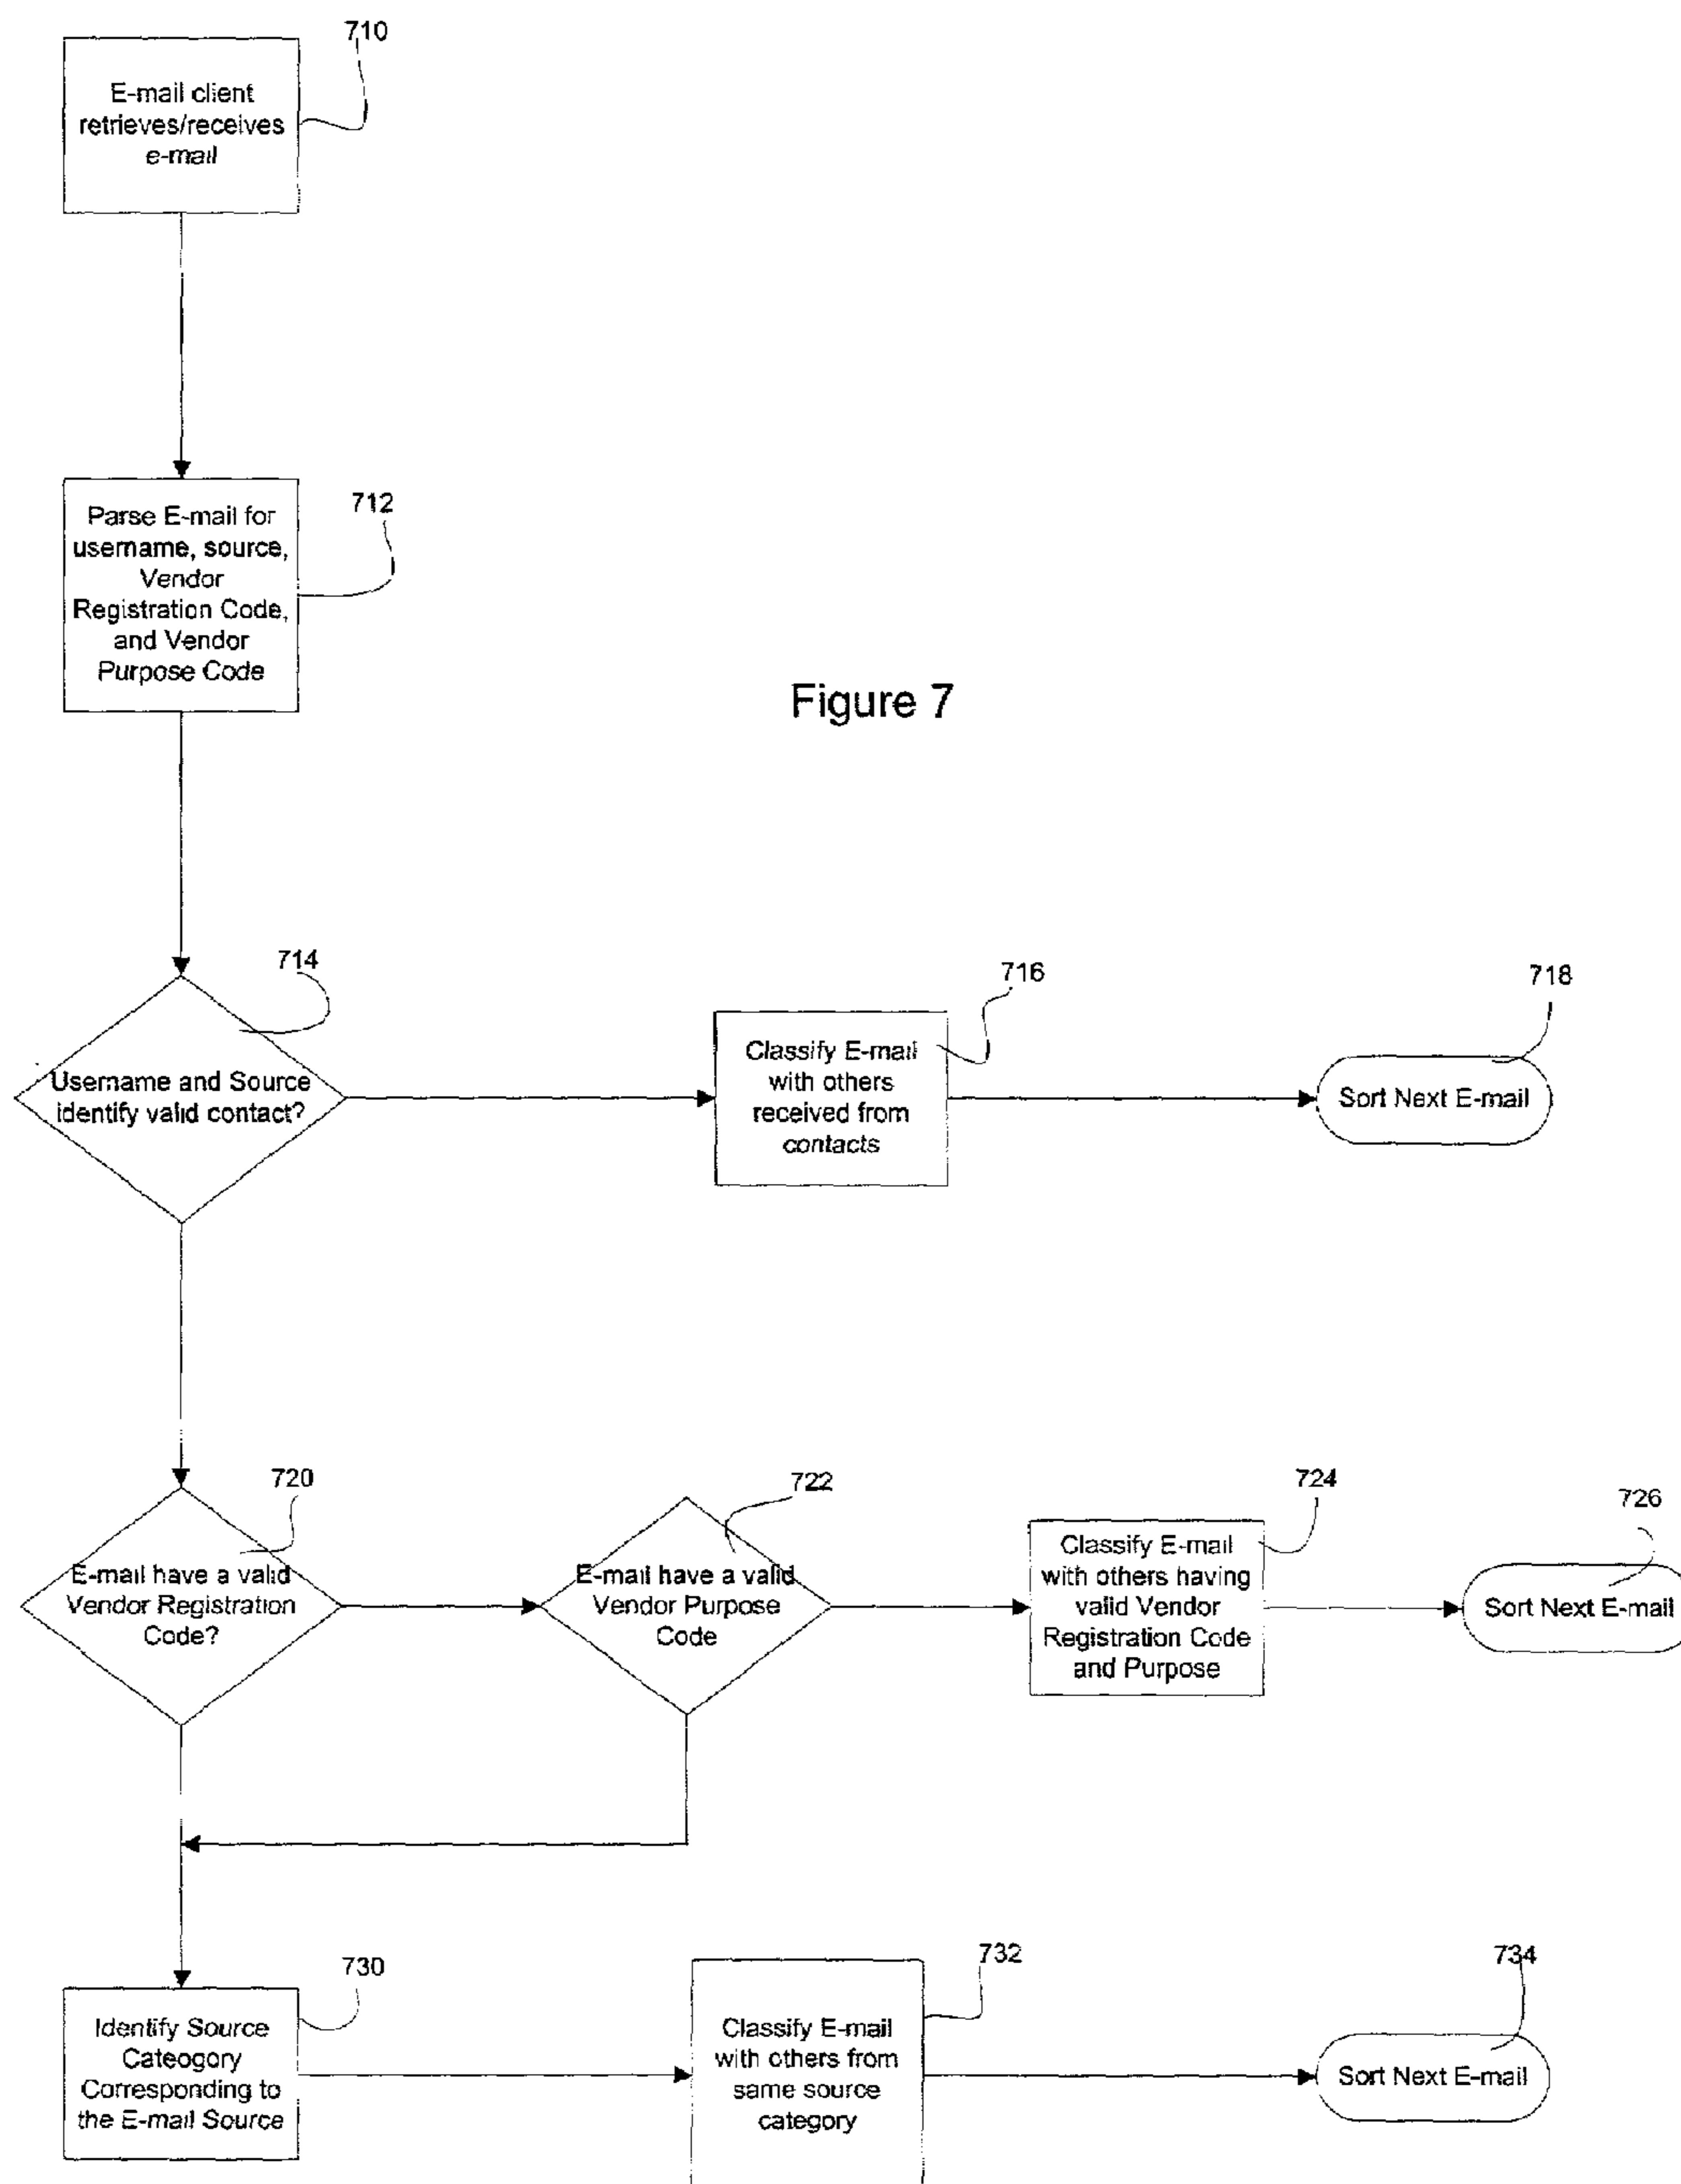 710
E-mail client
retrieves/receives
e-mail
712
Parse E-mail for
username, source,
Vendor
Registration Code,
and Vendor
Purpose Code
Figure 7
714
Username and Source
identify valid contact?
716
Classify E-mail
with others
received from
contacts
718
Sort Next E-mail
720
E-mail have a valid
Vendor Registration
Code?
722
E-mail have a valid
Vendor Purpose
Code
724
Classify E-mail
with others having
valid Vendor
Registration Code
and Purpose
726
Sort Next E-mail
730
Identify Source
Cateogory
Corresponding to
the E-mail Source
732
Classify E-mail
with others from
same source
category
734
Sort Next E-mail